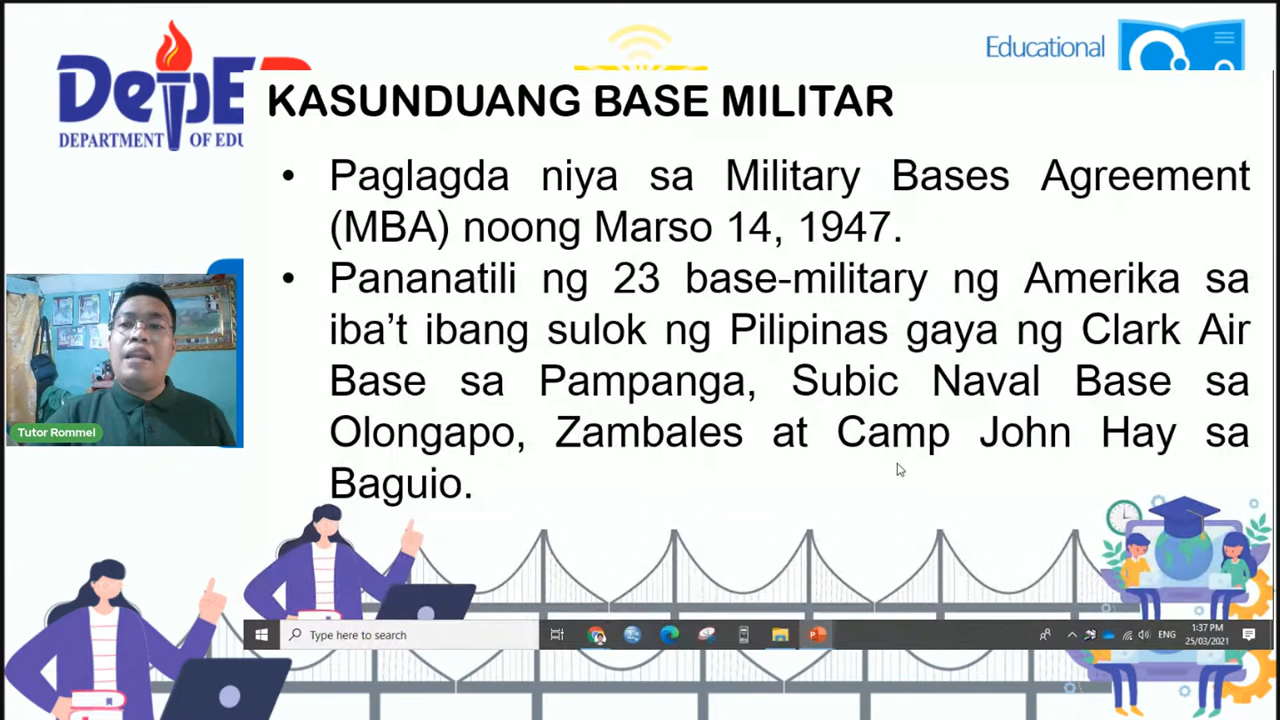 DepED
DEPARTMENT OF EDU
Educational
KASUNDUANG BASE MILITAR
• Paglagda niya sa Military Bases Agreement
(MBA) noong Marso 14, 1947.
• Pananatili ng 23 base-military ng Amerika sa
iba’t ibang sulok ng Pilipinas gaya ng Clark Air
Base sa Pampanga, Subic Naval Base sa
Olongapo, Zambales at Camp John Hay sa
Baguio.
Tutor Rommel
Type here to search
ENG
1:37 PM
25/03/2021